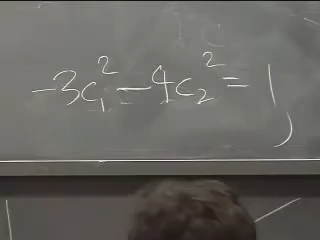 -3c₁² - 4c₂² = 1,